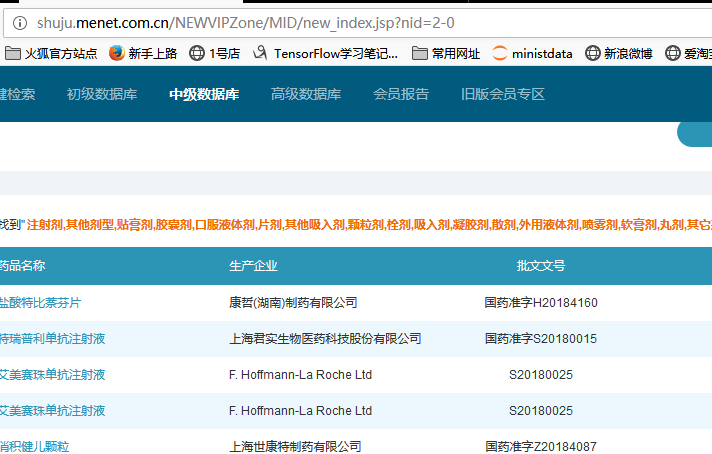 shuju.menet.com.cn/NEWVIPZone/MID/new_index.jsp?nid=2-0
火狐官方站点 新手上路 1号店 TensorFlow学习笔记... 常用网址 ministdata 新浪微博 爱淘宝
键检索 初级数据库 中级数据库 高级数据库 会员报告 旧版会员专区
找到"注射剂,其他剂型,贴膏剂,胶囊剂,口服液体剂,片剂,其他吸入剂,颗粒剂,栓剂,吸入剂,凝胶剂,散剂,外用液体剂,喷雾剂,软膏剂,丸剂,其它
药品名称 生产企业 批文文号
盐酸特比萘芬片 康哲(湖南)制药有限公司 国药准字H20184160
特瑞普利单抗注射液 上海君实生物医药科技股份有限公司 国药准字S20180015
艾美赛珠单抗注射液 F. Hoffmann-La Roche Ltd S20180025
艾美赛珠单抗注射液 F. Hoffmann-La Roche Ltd S20180025
消积健儿颗粒 上海世康特制药有限公司 国药准字Z20184087